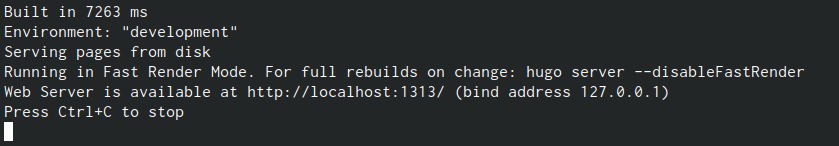 Built in 7263 ms
Environment: "development"
Serving pages from disk
Running in Fast Render Mode. For full rebuilds on change: hugo server --disableFastRender
Web Server is available at http://localhost:1313/ (bind address 127.0.0.1)
Press Ctrl+C to stop